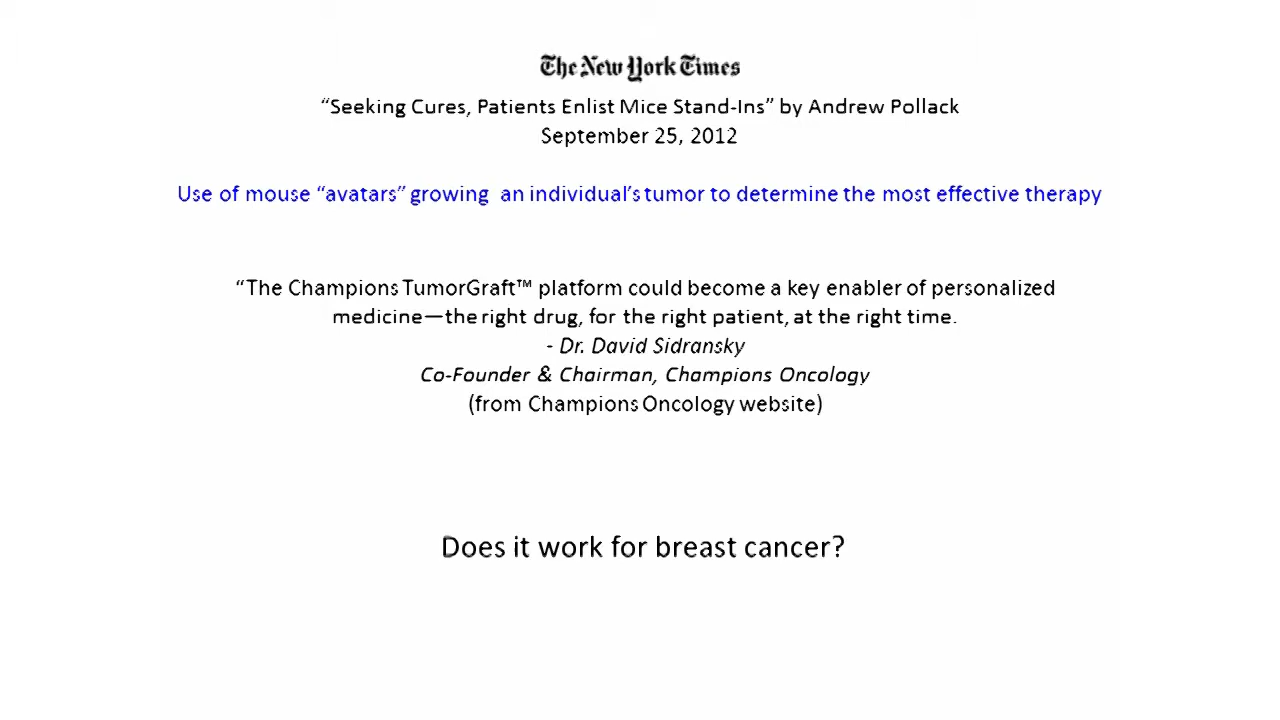 The New York Times
“Seeking Cures, Patients Enlist Mice Stand-Ins” by Andrew Pollack
September 25, 2012
Use of mouse “avatars” growing an individual’s tumor to determine the most effective therapy
“The Champions TumorGraft™ platform could become a key enabler of personalized
medicine—the right drug, for the right patient, at the right time.
- Dr. David Sidransky
Co-Founder & Chairman, Champions Oncology
(from Champions Oncology website)
Does it work for breast cancer?